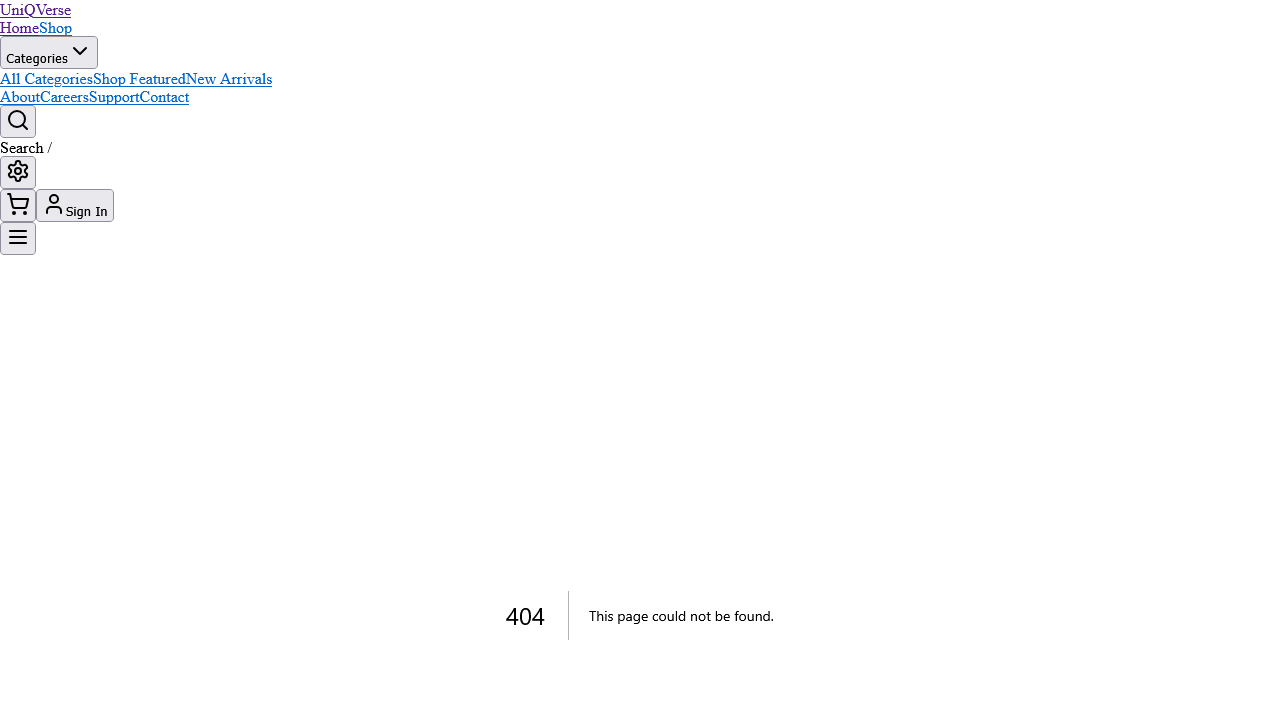 UniQVerse
HomeShop
Categories
All CategoriesShop FeaturedNew Arrivals
AboutCareersSupportContact
Search /
Sign In
404
This page could not be found.